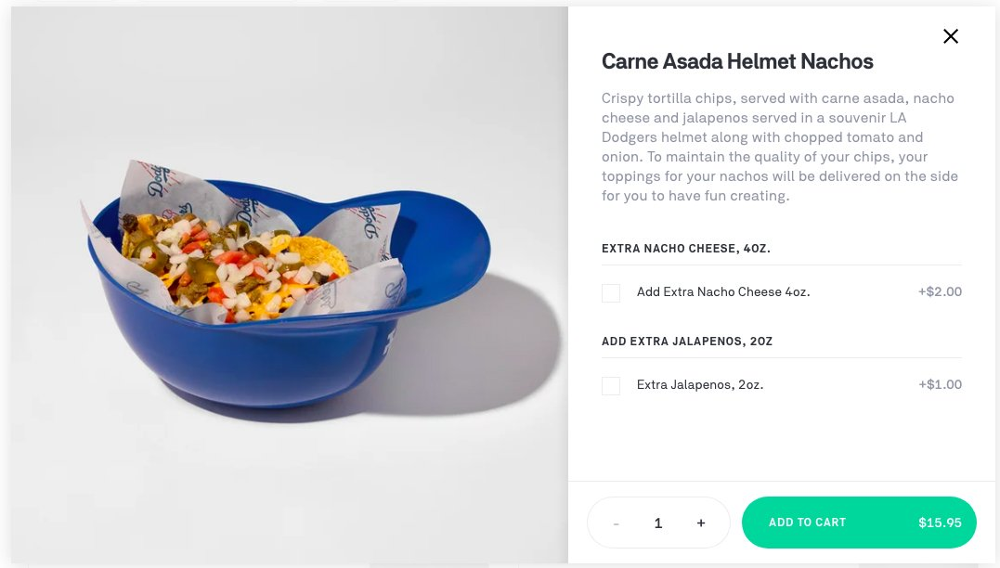 Carne Asada Helmet Nachos
Crispy tortilla chips, served with carne asada, nacho
cheese and jalapenos served in a souvenir LA
Dodgers helmet along with chopped tomato and
onion. To maintain the quality of your chips, your
toppings for your nachos will be delivered on the side
for you to have fun creating.
EXTRA NACHO CHEESE, 4OZ.
Add Extra Nacho Cheese 4oz. +$2.00
ADD EXTRA JALAPENOS, 2OZ
Extra Jalapenos, 2oz. +$1.00
- 1 + ADD TO CART $15.95